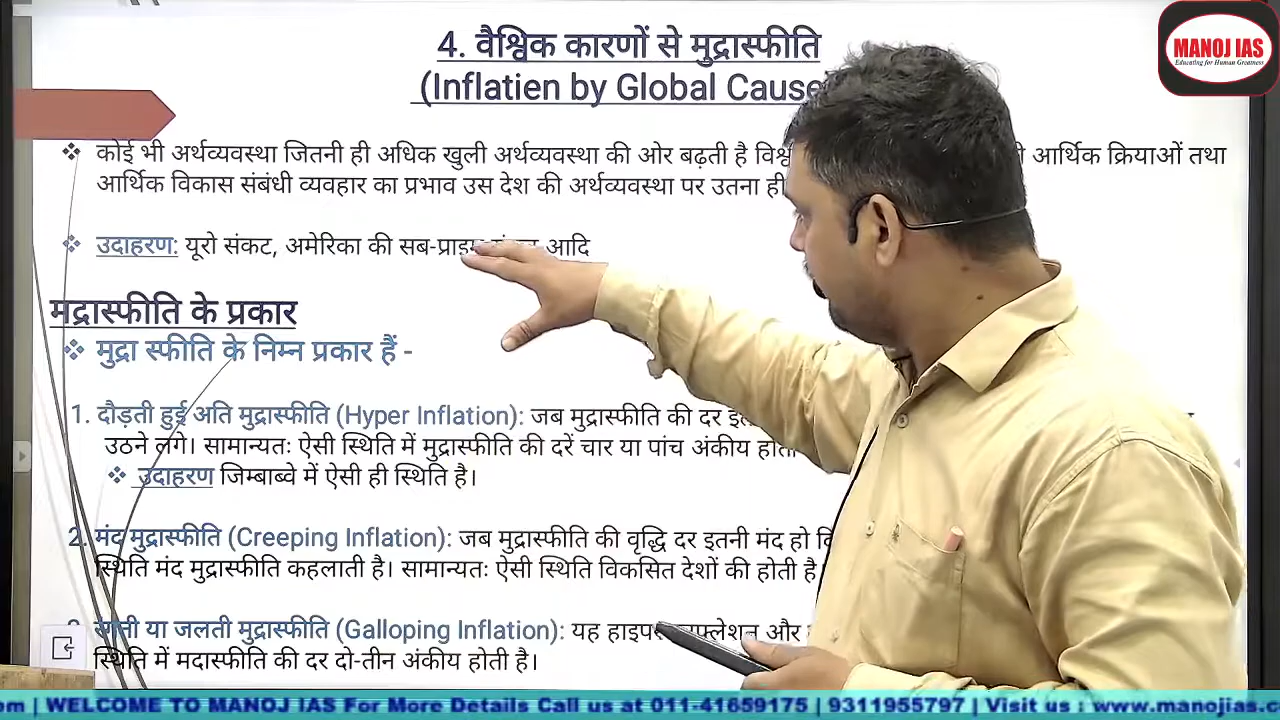 4. वैश्विक कारणों से मुद्रास्फीति
(Inflatien by Global Cause
MANOJ IAS
Educating for Human Greatness
कोई भी अर्थव्यवस्था जितनी ही अधिक खुली अर्थव्यवस्था की ओर बढ़ती है आर्थिक क्रियाओं तथा
आर्थिक विकास संबंधी व्यवहार का प्रभाव उस देश की अर्थव्यवस्था पर उतना ही
उदाहरण: यूरो संकट, अमेरिका की आदि
मद्रास्फीति के प्रकार
मुद्रा स्फीति के निम्न प्रकार हैं -
1. दौड़ती हुई अति मुद्रास्फीति (Hyper Inflation): जब मुद्रास्फीति की दर
उठने लगे। सामान्यतः ऐसी स्थिति में मुद्रास्फीति की दरें चार या पांच अंकीय
उदाहरण जिम्बाब्वे में ऐसी ही स्थिति है।
2. मंद मुद्रास्फीति (Creeping Inflation): जब मुद्रास्फीति की वृद्धि दर इतनी मंद हो
स्थिति मंद मुद्रास्फीति कहलाती है। सामान्यतः ऐसी स्थिति विकसित देशों की होती है
या जलती मुद्रास्फीति (Galloping Inflation): यह और
स्थिति में मदास्फीति की दर दो-तीन अंकीय होती है।
om | WELCOME TO MANOJ IAS For More Details Call us at 011-41659175 | 9311955797 | Visit us : www.manojias.c